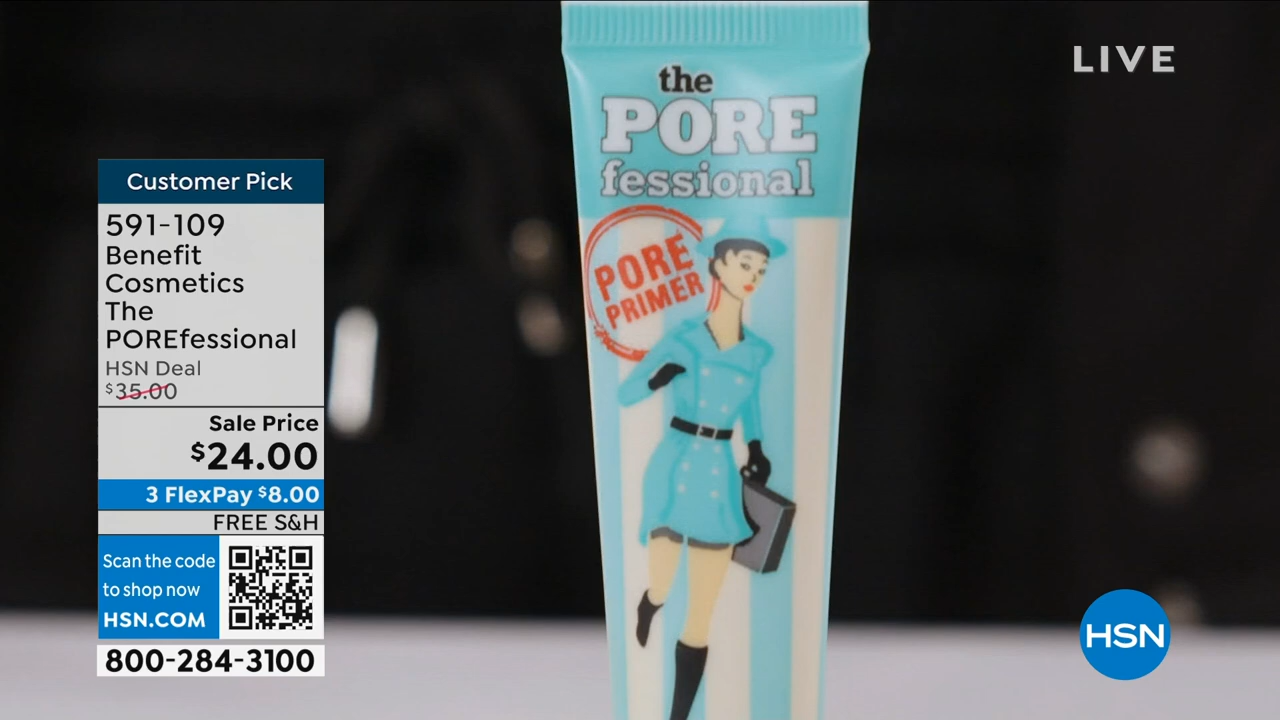 LIVE
the
PORE
fessional
PORE
PRIMER
Customer Pick
591-109
Benefit
Cosmetics
The
POREfessional
HSN Deal
$35.00
Sale Price
$24.00
3 FlexPay $8.00
FREE S&H
Scan the code
to shop now
HSN.COM
800-284-3100
HSN